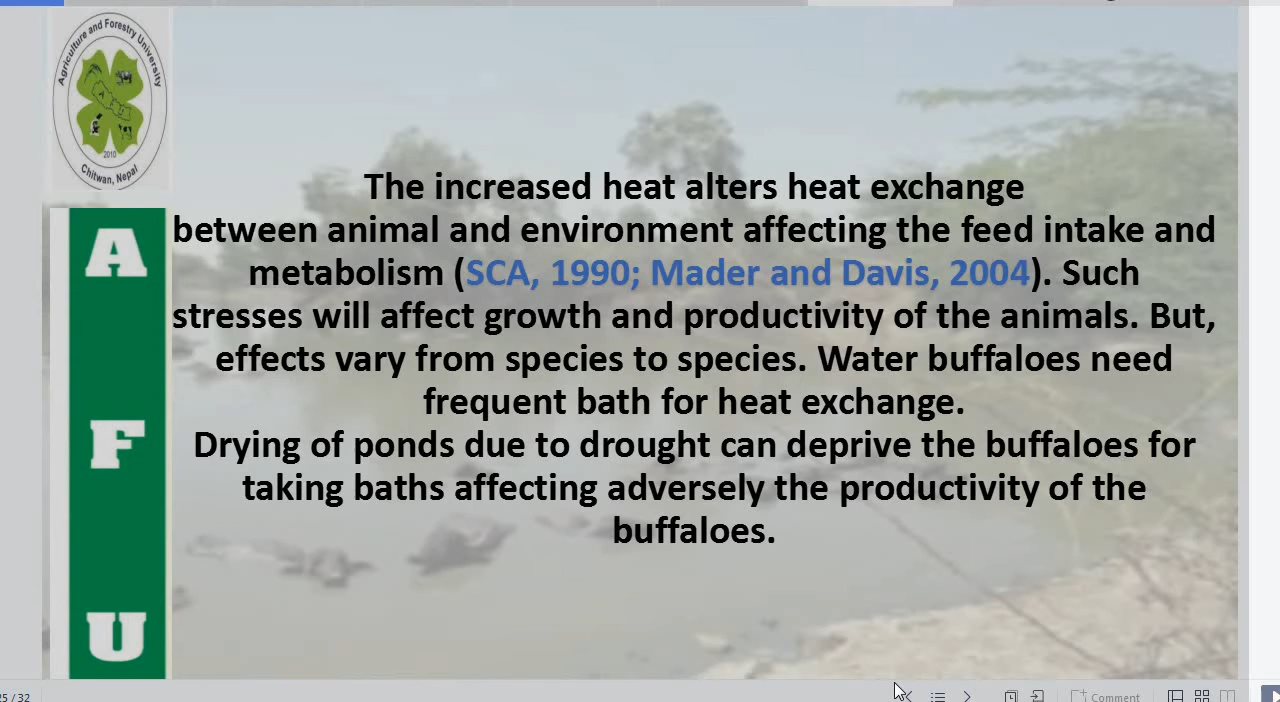 Agriculture and Forestry University
2010
Chitwan, Nepal
A
F
U
The increased heat alters heat exchange
between animal and environment affecting the feed intake and
metabolism (SCA, 1990; Mader and Davis, 2004). Such
stresses will affect growth and productivity of the animals. But,
effects vary from species to species. Water buffaloes need
frequent bath for heat exchange.
Drying of ponds due to drought can deprive the buffaloes for
taking baths affecting adversely the productivity of the
buffaloes.
25 / 32
Comment